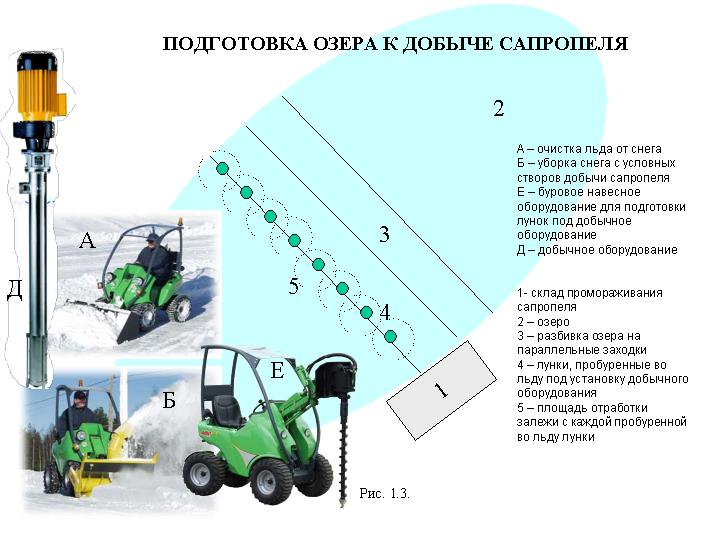 ПОДГОТОВКА ОЗЕРА К ДОБЫЧЕ САПРОПЕЛЯ
2
А – очистка льда от снега
Б – уборка снега с условных
створов добычи сапропеля
Е – буровое навесное
оборудование для подготовки
лунок под добычное
оборудование
Д – добычное оборудование
А
3
Д
5
4
1- склад промораживания
сапропеля
2 – озеро
3 – разбивка озера на
параллельные заходки
4 – лунки, пробуренные во
льду под установку добычного
оборудования
5 – площадь отработки
залежи с каждой пробуренной
во льду лунки
Е
Б
1
Рис. 1.3.